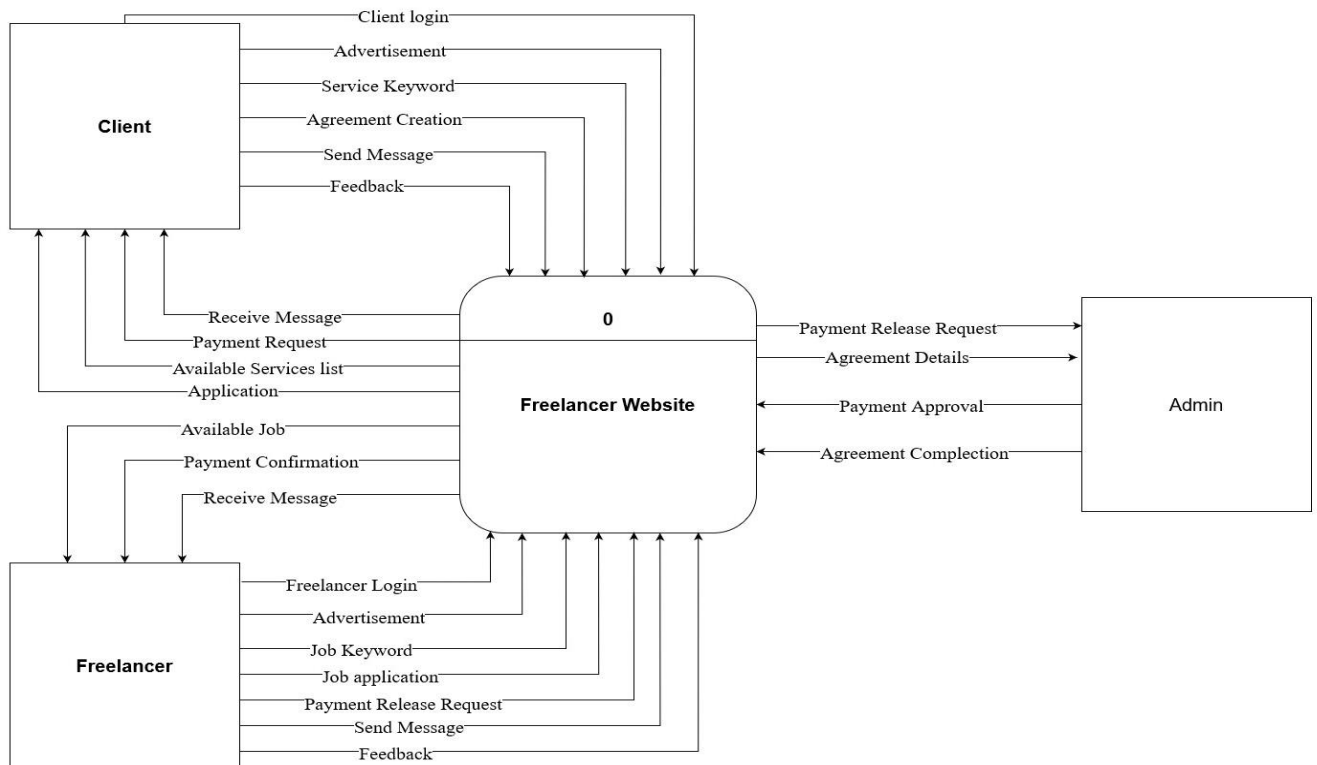 Client login
Advertisement
Service Keyword
Client
Agreement Creation
Send Message
Feedback
Receive Message
Payment Request
Available Services list
Application
0
Freelancer Website
Payment Release Request
Agreement Details
Payment Approval
Agreement Complection
Admin
Available Job
Payment Confirmation
Receive Message
Freelancer Login
Advertisement
Job Keyword
Freelancer
Job application
Payment Release Request
Send Message
Feedback